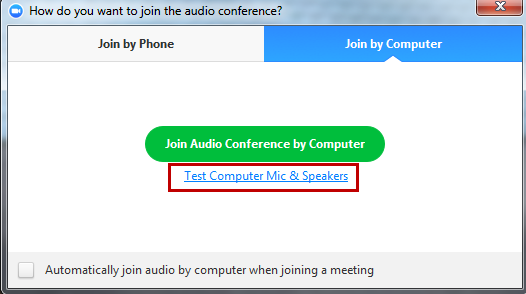 How do you want to join the audio conference?
Join by Phone
Join by Computer
Join Audio Conference by Computer
Test Computer Mic & Speakers
Automatically join audio by computer when joining a meeting